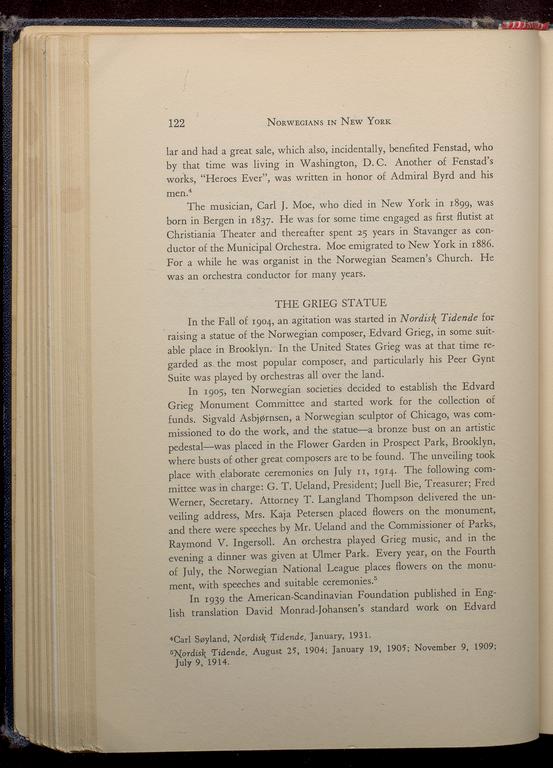 122 NORWEGIANS IN NEW YORK
lar and had a great sale, which also, incidentally, benefited Fenstad, who
by that time was living in Washington, D. C. Another of Fenstad's
works, "Heroes Ever", was written in honor of Admiral Byrd and his
men.⁴
The musician, Carl J. Moe, who died in New York in 1899, was
born in Bergen in 1837. He was for some time engaged as first flutist at
Christiania Theater and thereafter spent 25 years in Stavanger as con-
ductor of the Municipal Orchestra. Moe emigrated to New York in 1886.
For a while he was organist in the Norwegian Seamen's Church. He
was an orchestra conductor for many years.
THE GRIEG STATUE
In the Fall of 1904, an agitation was started in Nordisk Tidende for
raising a statue of the Norwegian composer, Edvard Grieg, in some suit-
able place in Brooklyn. In the United States Grieg was at that time re-
garded as the most popular composer, and particularly his Peer Gynt
Suite was played by orchestras all over the land.
In 1905, ten Norwegian societies decided to establish the Edvard
Grieg Monument Committee and started work for the collection of
funds. Sigvald Asbjørnsen, a Norwegian sculptor of Chicago, was com-
missioned to do the work, and the statue—a bronze bust on an artistic
pedestal—was placed in the Flower Garden in Prospect Park, Brooklyn,
where busts of other great composers are to be found. The unveiling took
place with elaborate ceremonies on July 11, 1914. The following com-
mittee was in charge: G. T. Ueland, President; Juell Bie, Treasurer; Fred
Werner, Secretary. Attorney T. Langland Thompson delivered the un-
veiling address, Mrs. Kaja Petersen placed flowers on the monument,
and there were speeches by Mr. Ueland and the Commissioner of Parks,
Raymond V. Ingersoll. An orchestra played Grieg music, and in the
evening a dinner was given at Ulmer Park. Every year, on the Fourth
of July, the Norwegian National League places flowers on the monu-
ment, with speeches and suitable ceremonies.⁵
In 1939 the American-Scandinavian Foundation published in Eng-
lish translation David Monrad-Johansen's standard work on Edvard
⁴Carl Søyland, Nordisk Tidende, January, 1931.
⁵Nordisk Tidende, August 25, 1904; January 19, 1905; November 9, 1909;
July 9, 1914.